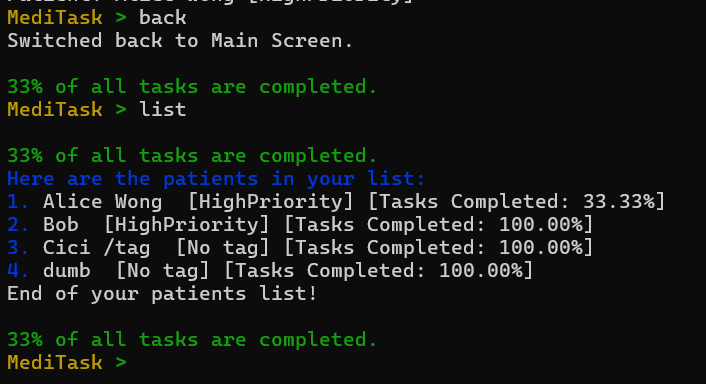 Patient: Alice Wong [HighPriority]
MediTask > back
Switched back to Main Screen.
33% of all tasks are completed.
MediTask > list
33% of all tasks are completed.
Here are the patients in your list:
1. Alice Wong  [HighPriority] [Tasks Completed: 33.33%]
2. Bob  [HighPriority] [Tasks Completed: 100.00%]
3. Cici /tag  [No tag] [Tasks Completed: 100.00%]
4. dumb  [No tag] [Tasks Completed: 100.00%]
End of your patients list!
33% of all tasks are completed.
MediTask >